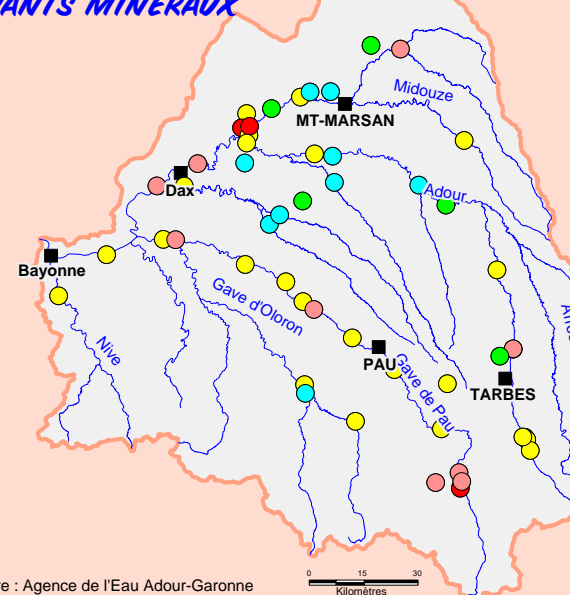 MINERAUX
Midouze
MT-MARSAN
Dax
Adour
Bayonne
Gave d'Oloron
Nive
PAU
Gave de Pau
TARBES
: Agence de l'Eau Adour-Garonne
0 15 30
Kilomètres